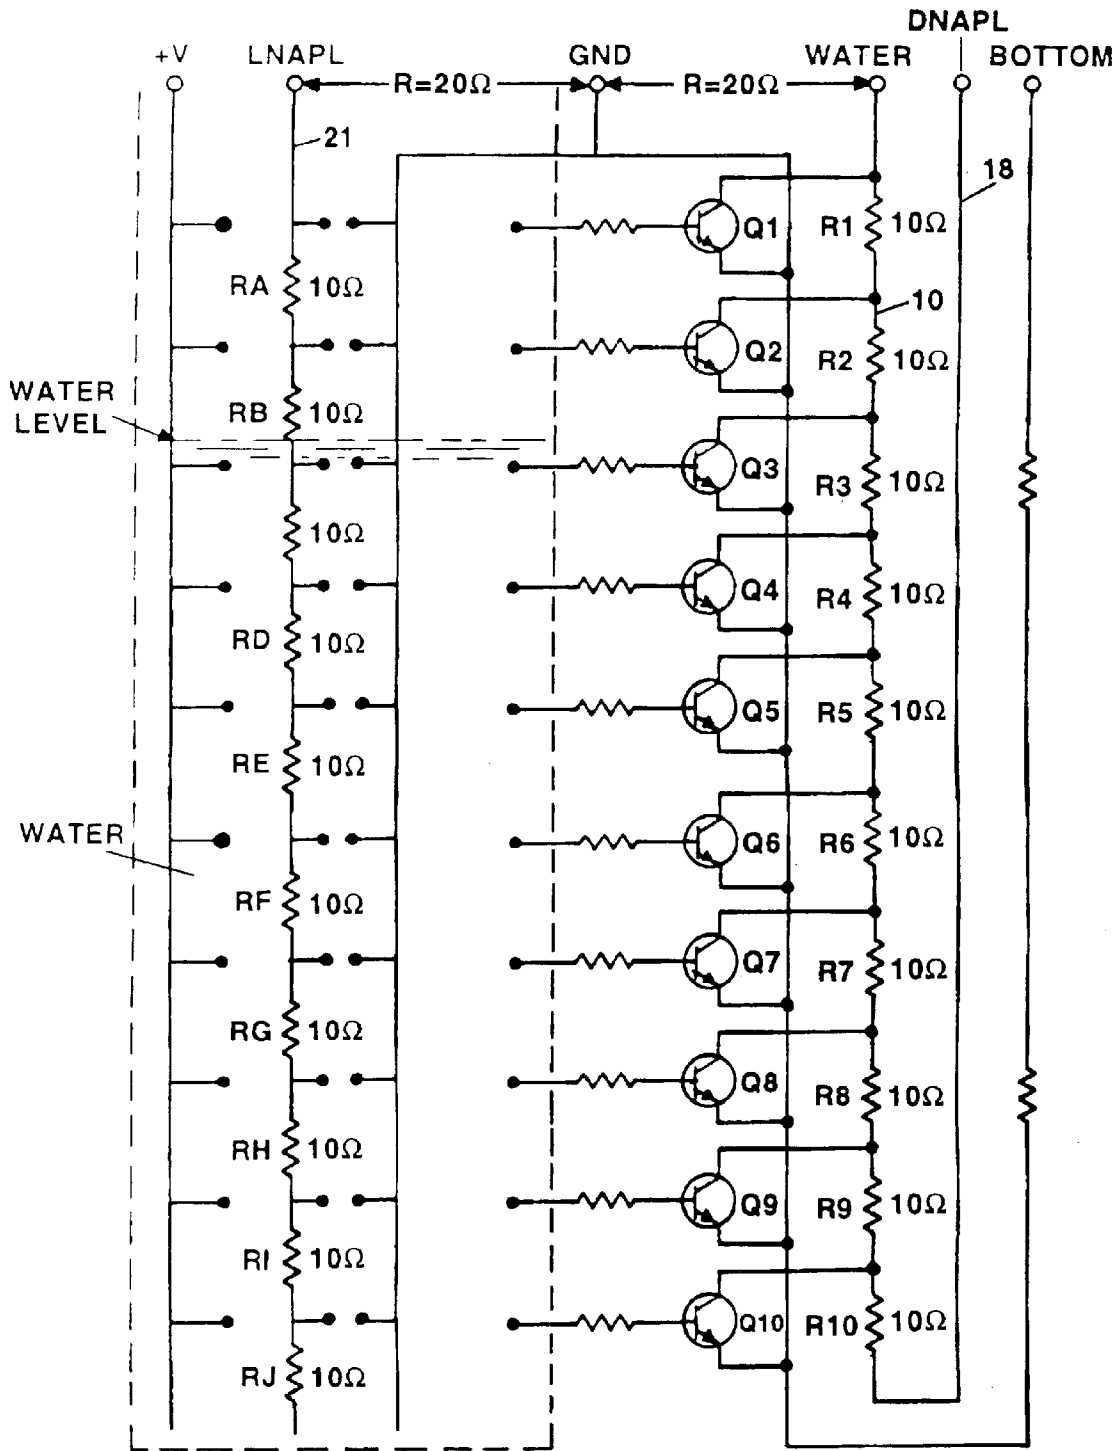 DNAPL
+V LNAPL GND WATER BOTTOM
R=20Ω R=20Ω
21
18
Q1 R1 10Ω
RA 10Ω
10
Q2 R2 10Ω
WATER
LEVEL
RB 10Ω
Q3 R3 10Ω
10Ω
Q4 R4 10Ω
RD 10Ω
Q5 R5 10Ω
RE 10Ω
WATER
Q6 R6 10Ω
RF 10Ω
Q7 R7 10Ω
RG 10Ω
Q8 R8 10Ω
RH 10Ω
Q9 R9 10Ω
RI 10Ω
Q10 R10 10Ω
RJ 10Ω